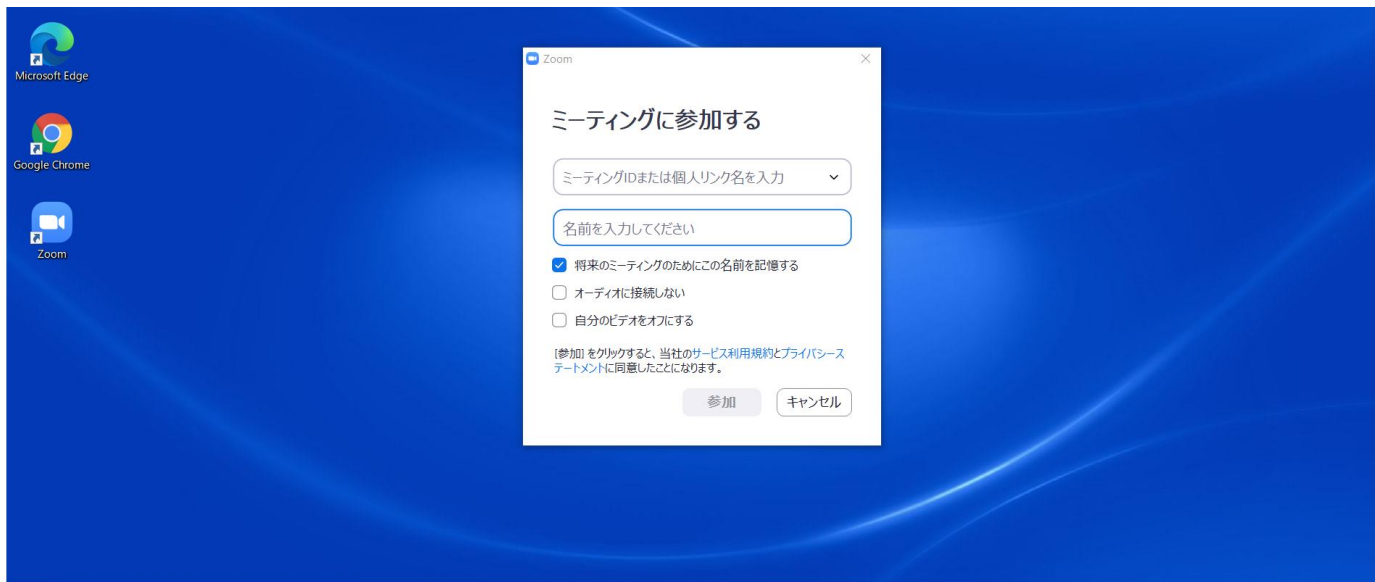 Microsoft Edge
Google Chrome
Zoom
Zoom
ミーティングに参加する
ミーティングIDまたは個人リンク名を入力
名前を入力してください
将来のミーティングのためにこの名前を記憶する
オーディオに接続しない
自分のビデオをオフにする
[参加] をクリックすると、当社のサービス利用規約とプライバシース
テートメントに同意したことになります。
参加 キャンセル